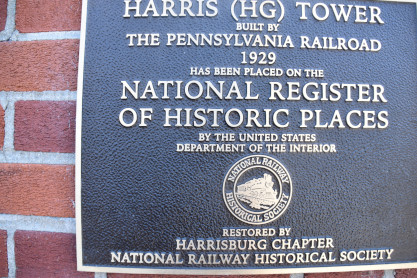 HARRIS (HG) TOWER
BUILT BY
THE PENNSYLVANIA RAILROAD
1929
HAS BEEN PLACED ON THE
NATIONAL REGISTER
OF HISTORIC PLACES
BY THE UNITED STATES
DEPARTMENT OF THE INTERIOR
NATIONAL RAILWAY
HISTORICAL SOCIETY
RESTORED BY
HARRISBURG CHAPTER
NATIONAL RAILWAY HISTORICAL SOCIETY